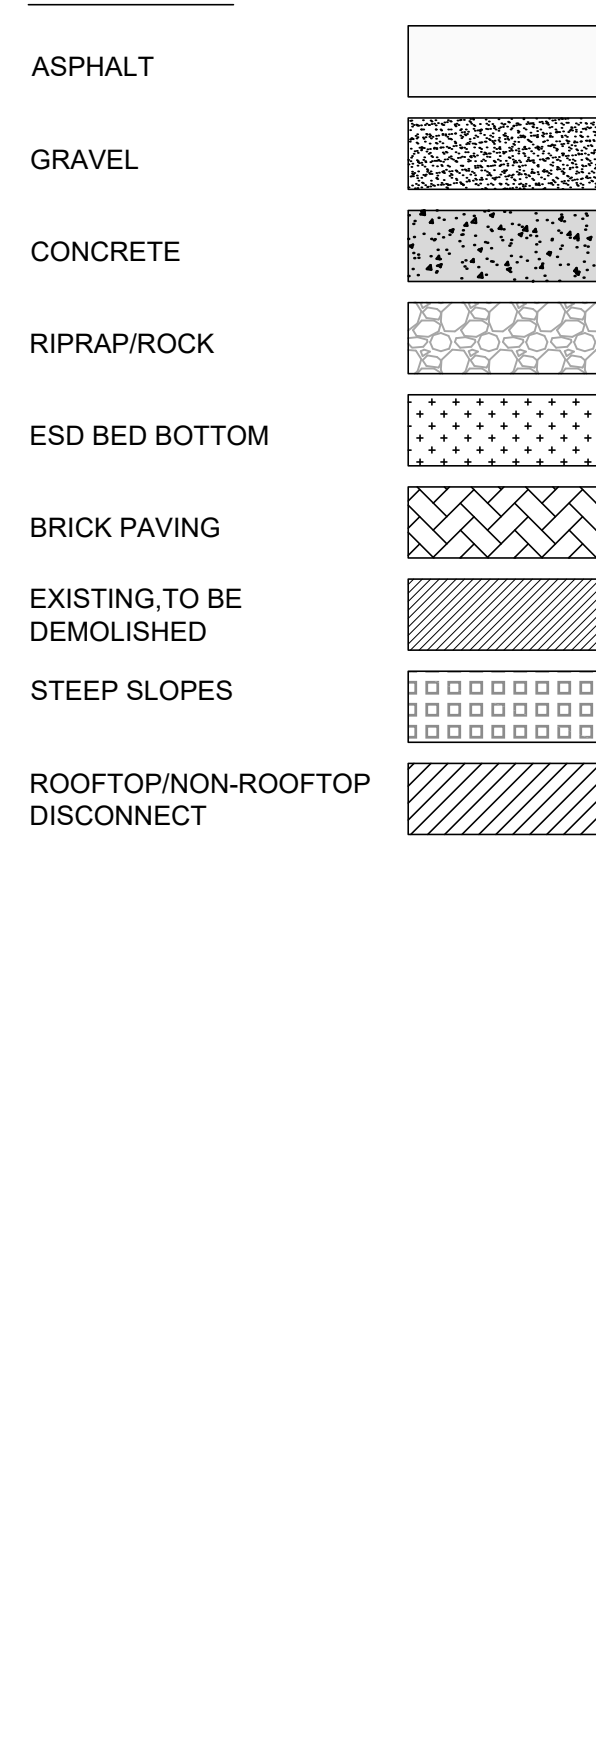 ASPHALT
GRAVEL
CONCRETE
RIPRAP/ROCK
ESD BED BOTTOM
BRICK PAVING
EXISTING,TO BE
DEMOLISHED
STEEP SLOPES
ROOFTOP/NON-ROOFTOP
DISCONNECT